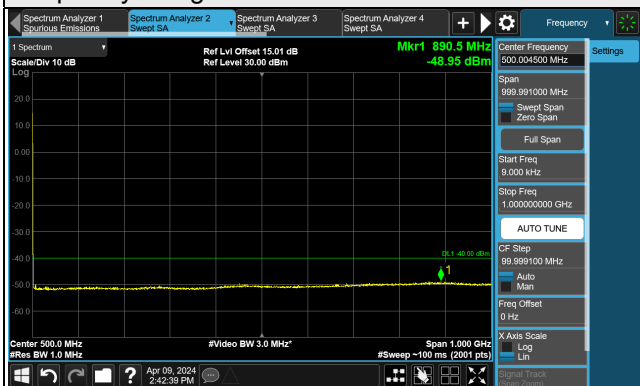 Spectrum Analyzer 1
Spurious Emissions
Spectrum Analyzer 2
Swept SA
Spectrum Analyzer 3
Swept SA
Spectrum Analyzer 4
Swept SA
+
Frequency
1 Spectrum
Scale/Div 10 dB
Log
Ref Lvl Offset 15.01 dB
Ref Level 30.00 dBm
Mkr1 890.5 MHz
-48.95 dBm
20.0
10.0
0.00
-10.0
-20.0
-30.0
-40.0
-50.0
-60.0
DL1 -40.00 dBm
1
Center 500.0 MHz
#Res BW 1.0 MHz
#Video BW 3.0 MHz*
Span 1.000 GHz
#Sweep ~100 ms (2001 pts)
Center Frequency
500.004500 MHz
Settings
Span
999.991000 MHz
Swept Span
Zero Span
Full Span
Start Freq
9.000 kHz
Stop Freq
1.000000000 GHz
AUTO TUNE
CF Step
99.999100 MHz
Auto
Man
Freq Offset
0 Hz
X Axis Scale
Log
Lin
Signal Track
(Span Zoom)
?
Apr 09, 2024
2:42:39 PM